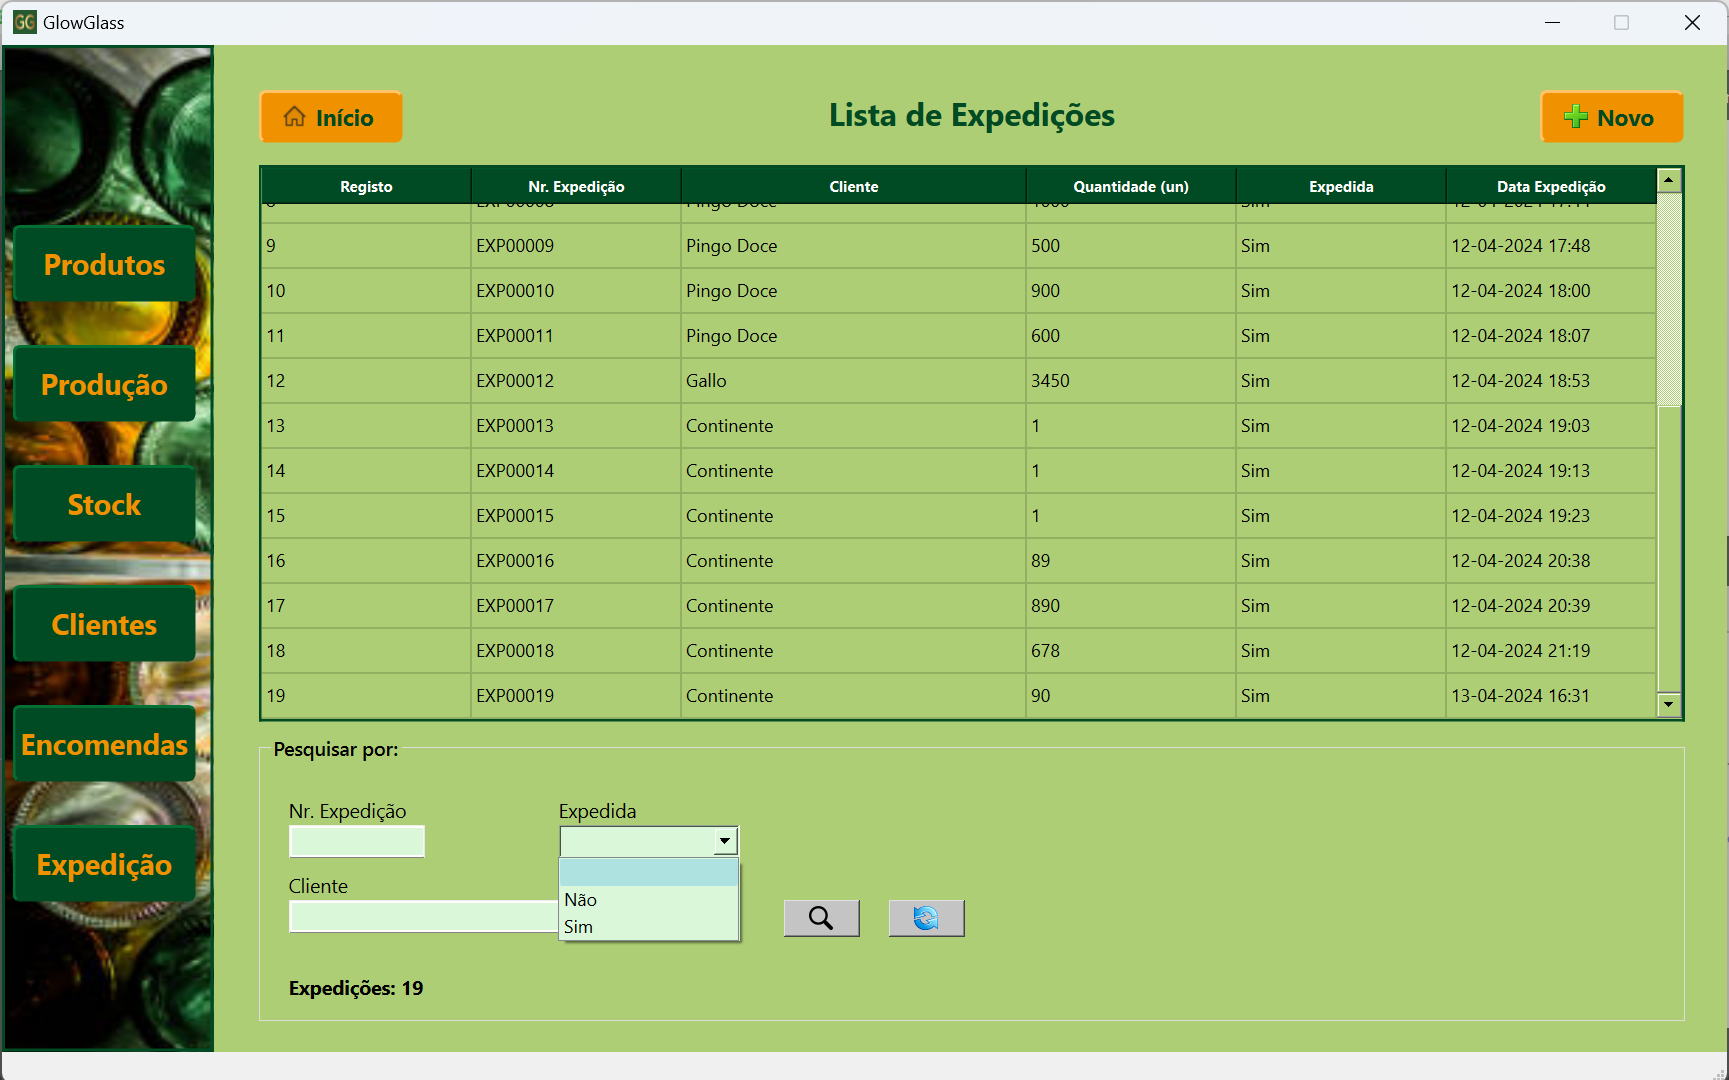 GG GlowGlass
Início
Lista de Expedições
Novo
Registo Nr. Expedição Cliente Quantidade (un) Expedida Data Expedição
9 EXP00009 Pingo Doce 500 Sim 12-04-2024 17:48
10 EXP00010 Pingo Doce 900 Sim 12-04-2024 18:00
11 EXP00011 Pingo Doce 600 Sim 12-04-2024 18:07
12 EXP00012 Gallo 3450 Sim 12-04-2024 18:53
13 EXP00013 Continente 1 Sim 12-04-2024 19:03
14 EXP00014 Continente 1 Sim 12-04-2024 19:13
15 EXP00015 Continente 1 Sim 12-04-2024 19:23
16 EXP00016 Continente 89 Sim 12-04-2024 20:38
17 EXP00017 Continente 890 Sim 12-04-2024 20:39
18 EXP00018 Continente 678 Sim 12-04-2024 21:19
19 EXP00019 Continente 90 Sim 13-04-2024 16:31
Produtos
Produção
Stock
Clientes
Encomendas
Expedição
Pesquisar por:
Nr. Expedição
Expedida
Não
Sim
Cliente
Expedições: 19